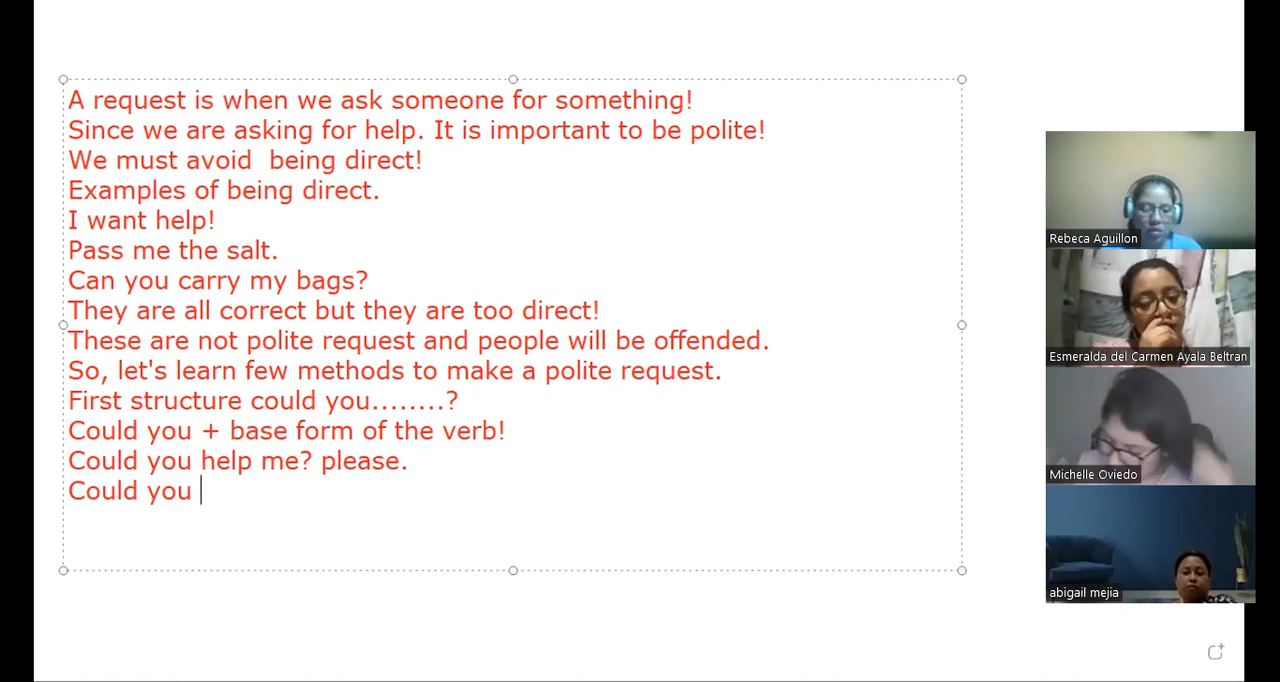 A request is when we ask someone for something!
Since we are asking for help. It is important to be polite!
We must avoid  being direct!
Examples of being direct.
I want help!
Pass me the salt.
Can you carry my bags?
They are all correct but they are too direct!
These are not polite request and people will be offended.
So, let's learn few methods to make a polite request.
First structure could you........?
Could you + base form of the verb!
Could you help me? please.
Could you
Rebeca Aguillon
Esmeralda del Carmen Ayala Beltran
Michelle Oviedo
abigail mejia